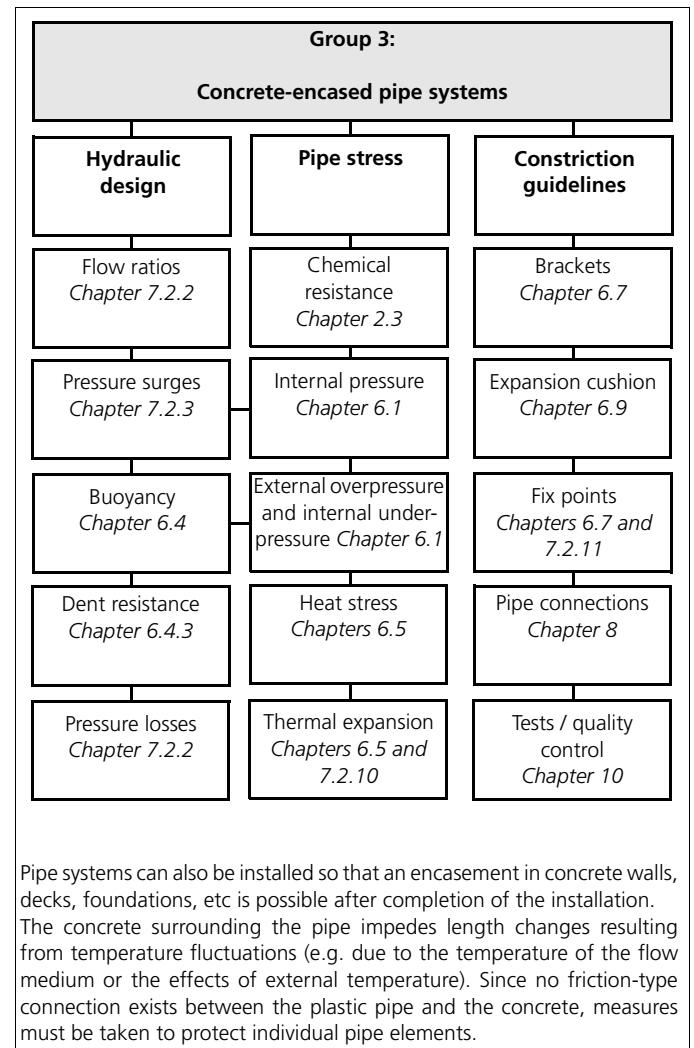 Group 3:
Concrete-encased pipe systems
Hydraulic
design
Flow ratios
Chapter 7.2.2
Pressure surges
Chapter 7.2.3
Buoyancy
Chapter 6.4
Dent resistance
Chapter 6.4.3
Pressure losses
Chapter 7.2.2
Pipe stress
Chemical
resistance
Chapter 2.3
Internal pressure
Chapter 6.1
External overpressure
and internal under-
pressure Chapter 6.1
Heat stress
Chapters 6.5
Thermal expansion
Chapters 6.5 and
7.2.10
Constriction
guidelines
Brackets
Chapter 6.7
Expansion cushion
Chapter 6.9
Fix points
Chapters 6.7 and
7.2.11
Pipe connections
Chapter 8
Tests / quality
control
Chapter 10
Pipe systems can also be installed so that an encasement in concrete walls,
decks, foundations, etc is possible after completion of the installation.
The concrete surrounding the pipe impedes length changes resulting
from temperature fluctuations (e.g. due to the temperature of the flow
medium or the effects of external temperature). Since no friction-type
connection exists between the plastic pipe and the concrete, measures
must be taken to protect individual pipe elements.